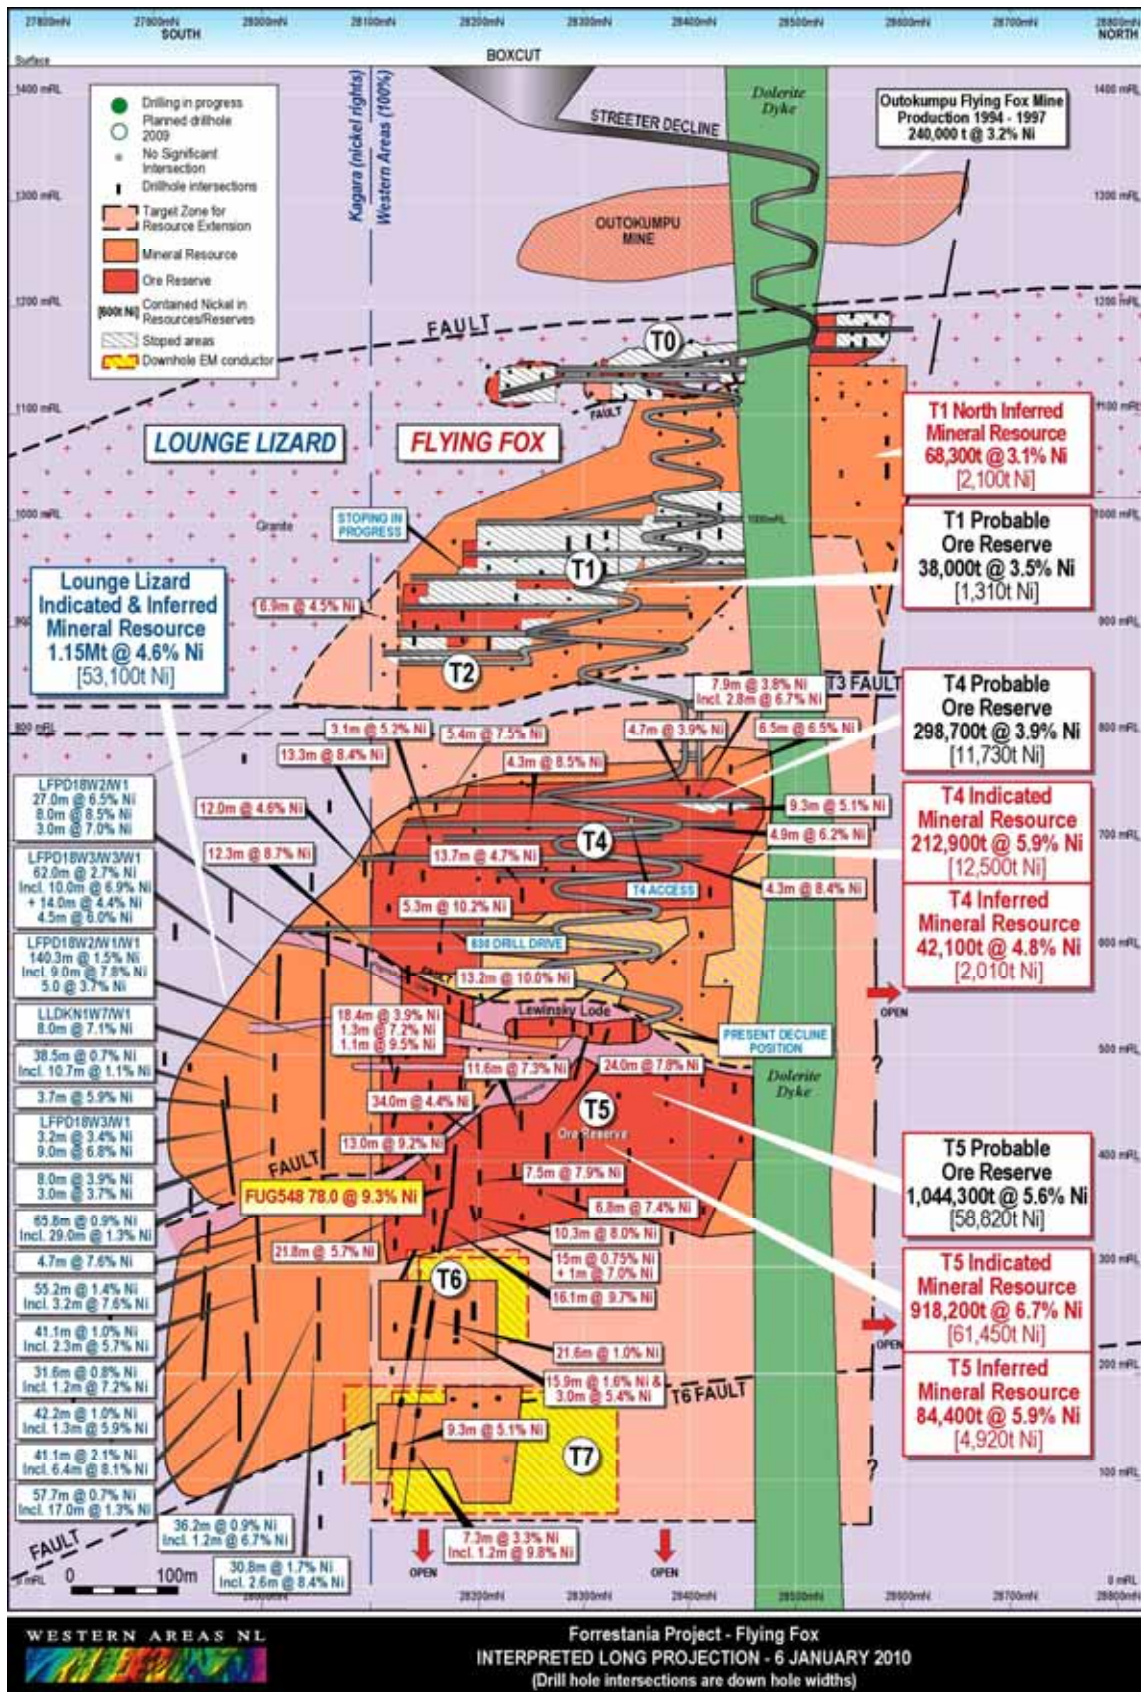 27800mN 27900mN 28000mN 28100mN 28200mN 28300mN 28400mN 28500mN 28600mN 28700mN 28800mN
SOUTH
NORTH
BOXCUT
Surface
1400 mRL
1400 mRL
Drilling in progress
Planned drillhole
2009
No Significant
Intersection
Drillhole intersections
Target Zone for
Resource Extension
Mineral Resource
Ore Reserve
[600t Ni]
Contained Nickel in
Resources/Reserves
Stoped areas
Downhole EM conductor
Kagara (nickel rights)
Western Areas (100%)
STREETER DECLINE
Dolerite
Dyke
Outokumpu Flying Fox Mine
Production 1994 - 1997
240,000 t @ 3.2% Ni
1300 mRL
1300 mRL
OUTOKUMPU
MINE
1200 mRL
1200 mRL
FAULT
T0
FAULT
1100 mRL
1100 mRL
LOUNGE LIZARD
FLYING FOX
T1 North Inferred
Mineral Resource
68,300t @ 3.1% Ni
[2,100t Ni]
1000 mRL
1000 mRL
1000mRL
Granite
STOPING IN
PROGRESS
T1
T1 Probable
Ore Reserve
38,000t @ 3.5% Ni
[1,310t Ni]
Lounge Lizard
Indicated & Inferred
Mineral Resource
1.15Mt @ 4.6% Ni
[53,100t Ni]
6.9m @ 4.5% Ni
900 mRL
900 mRL
T2
7.9m @ 3.8% Ni
Incl. 2.8m @ 6.7% Ni
T3 FAULT
T4 Probable
Ore Reserve
298,700t @ 3.9% Ni
[11,730t Ni]
800 mRL
800 mRL
3.1m @ 5.2% Ni
5.4m @ 7.5% Ni
4.7m @ 3.9% Ni
6.5m @ 6.5% Ni
13.3m @ 8.4% Ni
4.3m @ 8.5% Ni
LFPD18W2/W1
27.0m @ 6.5% Ni
8.0m @ 8.5% Ni
3.0m @ 7.0% Ni
12.0m @ 4.6% Ni
9.3m @ 5.1% Ni
T4 Indicated
Mineral Resource
212,900t @ 5.9% Ni
[12,500t Ni]
T4
4.9m @ 6.2% Ni
700 mRL
12.3m @ 8.7% Ni
13.7m @ 4.7% Ni
LFPD18W3/W3/W1
62.0m @ 2.7% Ni
Incl. 10.0m @ 6.9% Ni
+ 14.0m @ 4.4% Ni
4.5m @ 6.0% Ni
T4 ACCESS
4.3m @ 8.4% Ni
5.3m @ 10.2% Ni
T4 Inferred
Mineral Resource
42,100t @ 4.8% Ni
[2,010t Ni]
630 DRILL DRIVE
600 mRL
LFPD18W2/W1/W1
140.3m @ 1.5% Ni
Incl. 9.0m @ 7.8% Ni
5.0 @ 3.7% Ni
FAULT
13.2m @ 10.0% Ni
OPEN
LLDKN1W7/W1
8.0m @ 7.1% Ni
18.4m @ 3.9% Ni
1.3m @ 7.2% Ni
1.1m @ 9.5% Ni
Lewinsky Lode
PRESENT DECLINE
POSITION
500 mRL
38.5m @ 0.7% Ni
Incl. 10.7m @ 1.1% Ni
11.6m @ 7.3% Ni
24.0m @ 7.8% Ni
Dolerite
Dyke
?
3.7m @ 5.9% Ni
34.0m @ 4.4% Ni
T5
Ore Reserve
LFPD18W3/W1
3.2m @ 3.4% Ni
9.0m @ 6.8% Ni
13.0m @ 9.2% Ni
T5 Probable
Ore Reserve
1,044,300t @ 5.6% Ni
[58,820t Ni]
400 mRL
8.0m @ 3.9% Ni
3.0m @ 3.7% Ni
FAULT
7.5m @ 7.9% Ni
FUG548 78.0 @ 9.3% Ni
6.8m @ 7.4% Ni
65.8m @ 0.9% Ni
Incl. 29.0m @ 1.3% Ni
10.3m @ 8.0% Ni
21.8m @ 5.7% Ni
4.7m @ 7.6% Ni
15m @ 0.75% Ni
+ 1m @ 7.0% Ni
300 mRL
T5 Indicated
Mineral Resource
918,200t @ 6.7% Ni
[61,450t Ni]
T6
55.2m @ 1.4% Ni
Incl. 3.2m @ 7.6% Ni
16.1m @ 9.7% Ni
41.1m @ 1.0% Ni
Incl. 2.3m @ 5.7% Ni
OPEN
21.6m @ 1.0% Ni
31.6m @ 0.8% Ni
Incl. 1.2m @ 7.2% Ni
15.9m @ 1.6% Ni &
3.0m @ 5.4% Ni
200 mRL
T6 FAULT
T5 Inferred
Mineral Resource
84,400t @ 5.9% Ni
[4,920t Ni]
42.2m @ 1.0% Ni
Incl. 1.3m @ 5.9% Ni
9.3m @ 5.1% Ni
T7
41.1m @ 2.1% Ni
Incl. 6.4m @ 8.1% Ni
?
100 mRL
57.7m @ 0.7% Ni
Incl. 17.0m @ 1.3% Ni
36.2m @ 0.9% Ni
Incl. 1.2m @ 6.7% Ni
7.3m @ 3.3% Ni
Incl. 1.2m @ 9.8% Ni
FAULT
30.8m @ 1.7% Ni
Incl. 2.6m @ 8.4% Ni
OPEN
OPEN
0 mRL
0 mRL
0 100m
28000mN 28200mN 28300mN 28400mN 28500mN 28600mN 28700mN 28800mN
WESTERN AREAS NL
Forrestania Project - Flying Fox
INTERPRETED LONG PROJECTION - 6 JANUARY 2010
(Drill hole intersections are down hole widths)